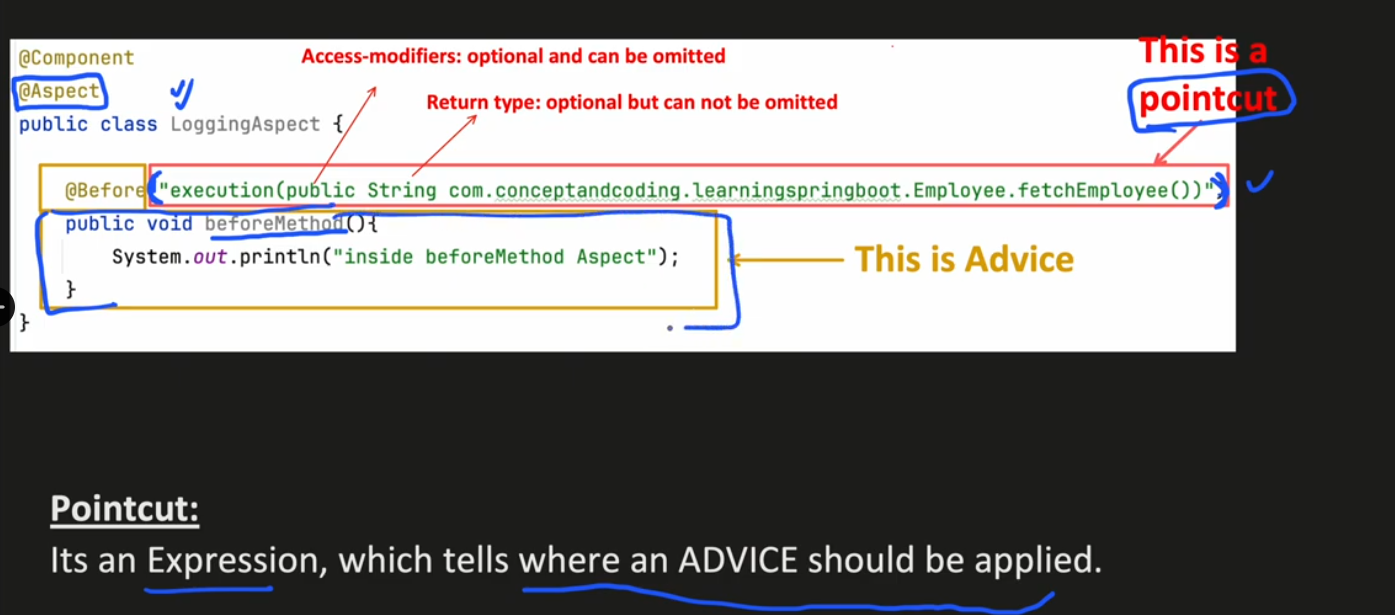 @Component
Access-modifiers: optional and can be omitted
This is a
@Aspect
Return type: optional but can not be omitted
pointcut
public class LoggingAspect {
@Before("execution(public String com.conceptandcoding.learningspringboot.Employee.fetchEmployee())")
public void beforeMethod(){
System.out.println("inside beforeMethod Aspect");
This is Advice
}
}
Pointcut:
Its an Expression, which tells where an ADVICE should be applied.